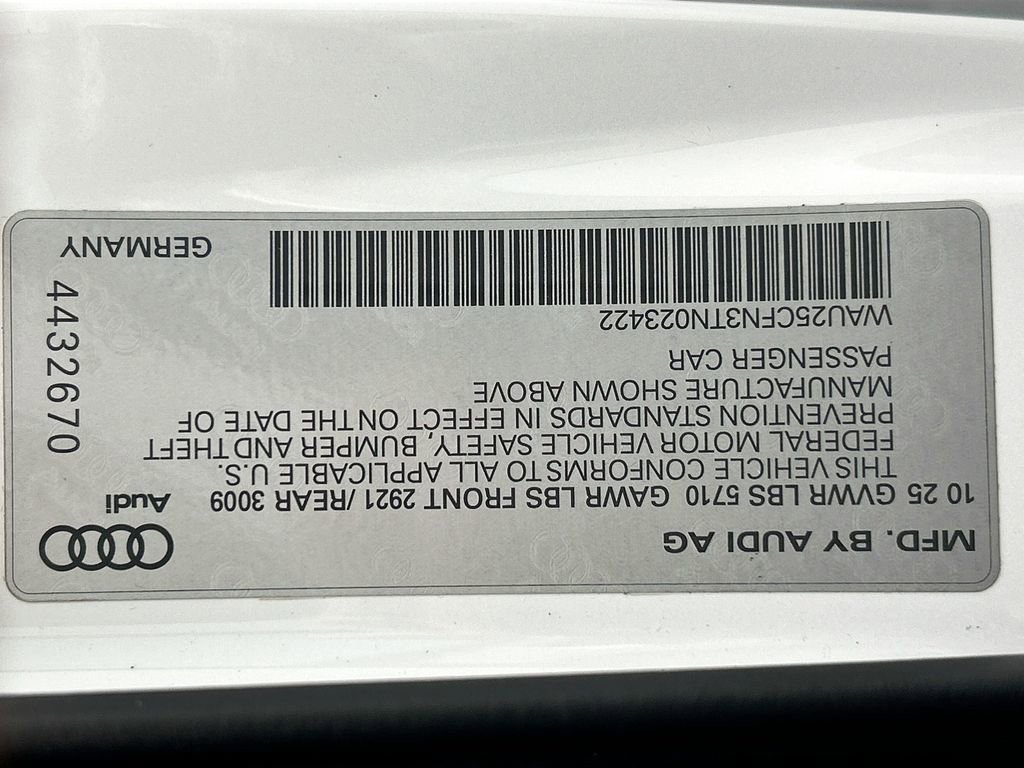 MFD. BY AUDI AG
Audi
10 25 GVWR LBS 5710 GAWR LBS FRONT 2921 /REAR 3009
THIS VEHICLE CONFORMS TO ALL APPLICABLE U.S.
FEDERAL MOTOR VEHICLE SAFETY, BUMPER AND THEFT
PREVENTION STANDARDS IN EFFECT ON THE DATE OF
MANUFACTURE SHOWN ABOVE
PASSENGER CAR
WAU25CFN3TN023422
GERMANY
4432670